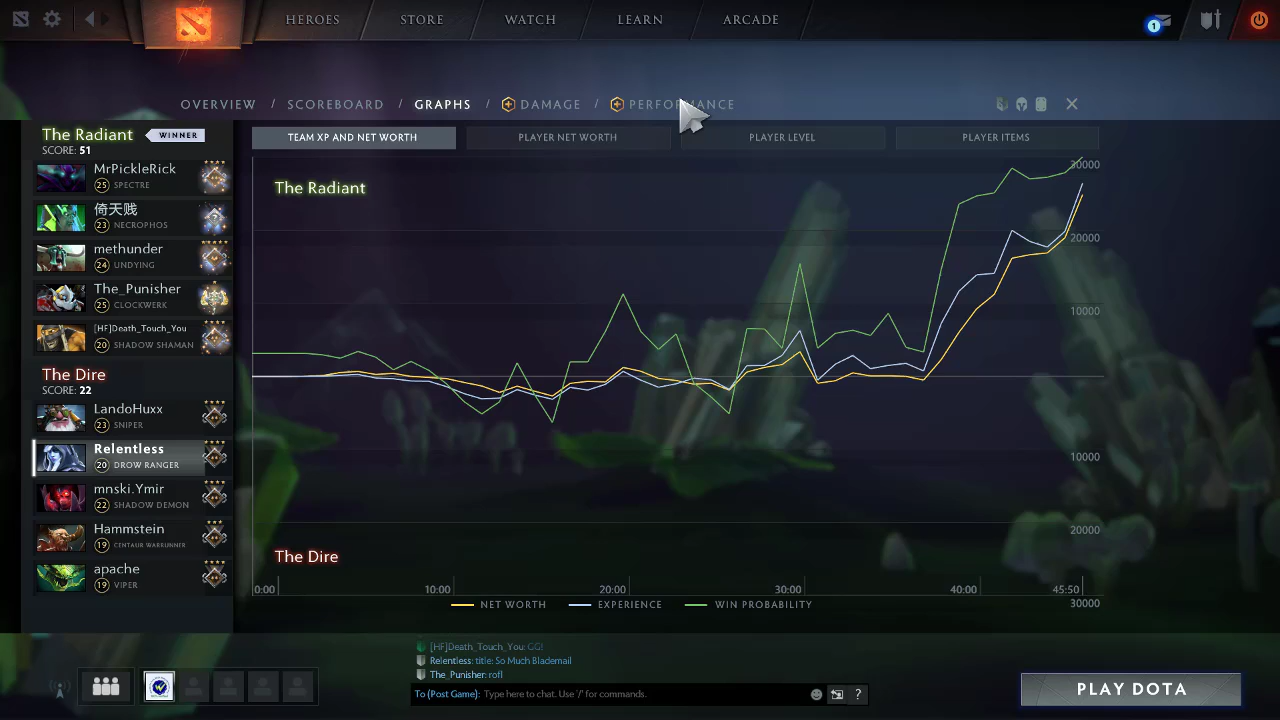 HEROES
STORE
WATCH
LEARN
ARCADE
1
OVERVIEW / SCOREBOARD / GRAPHS / DAMAGE / PERFORMANCE
The Radiant WINNER
SCORE: 51
MrPickleRick
25 SPECTRE
倚天贱
23 NECROPHOS
methunder
24 UNDYING
The_Punisher
25 CLOCKWERK
[HF]Death_Touch_You
20 SHADOW SHAMAN
The Dire
SCORE: 22
LandoHuxx
23 SNIPER
Relentless
20 DROW RANGER
mnski.Ymir
22 SHADOW DEMON
Hammstein
19 CENTAUR WARRUNNER
apache
19 VIPER
TEAM XP AND NET WORTH
PLAYER NET WORTH
PLAYER LEVEL
PLAYER ITEMS
The Radiant
30000
20000
10000
10000
20000
The Dire
0:00
10:00
20:00
30:00
40:00
45:50
30000
NET WORTH
EXPERIENCE
WIN PROBABILITY
[HF]Death_Touch_You: GG!
Relentless: title: So Much Blademail
The_Punisher: rofl
To (Post Game): Type here to chat. Use '/' for commands.
?
PLAY DOTA